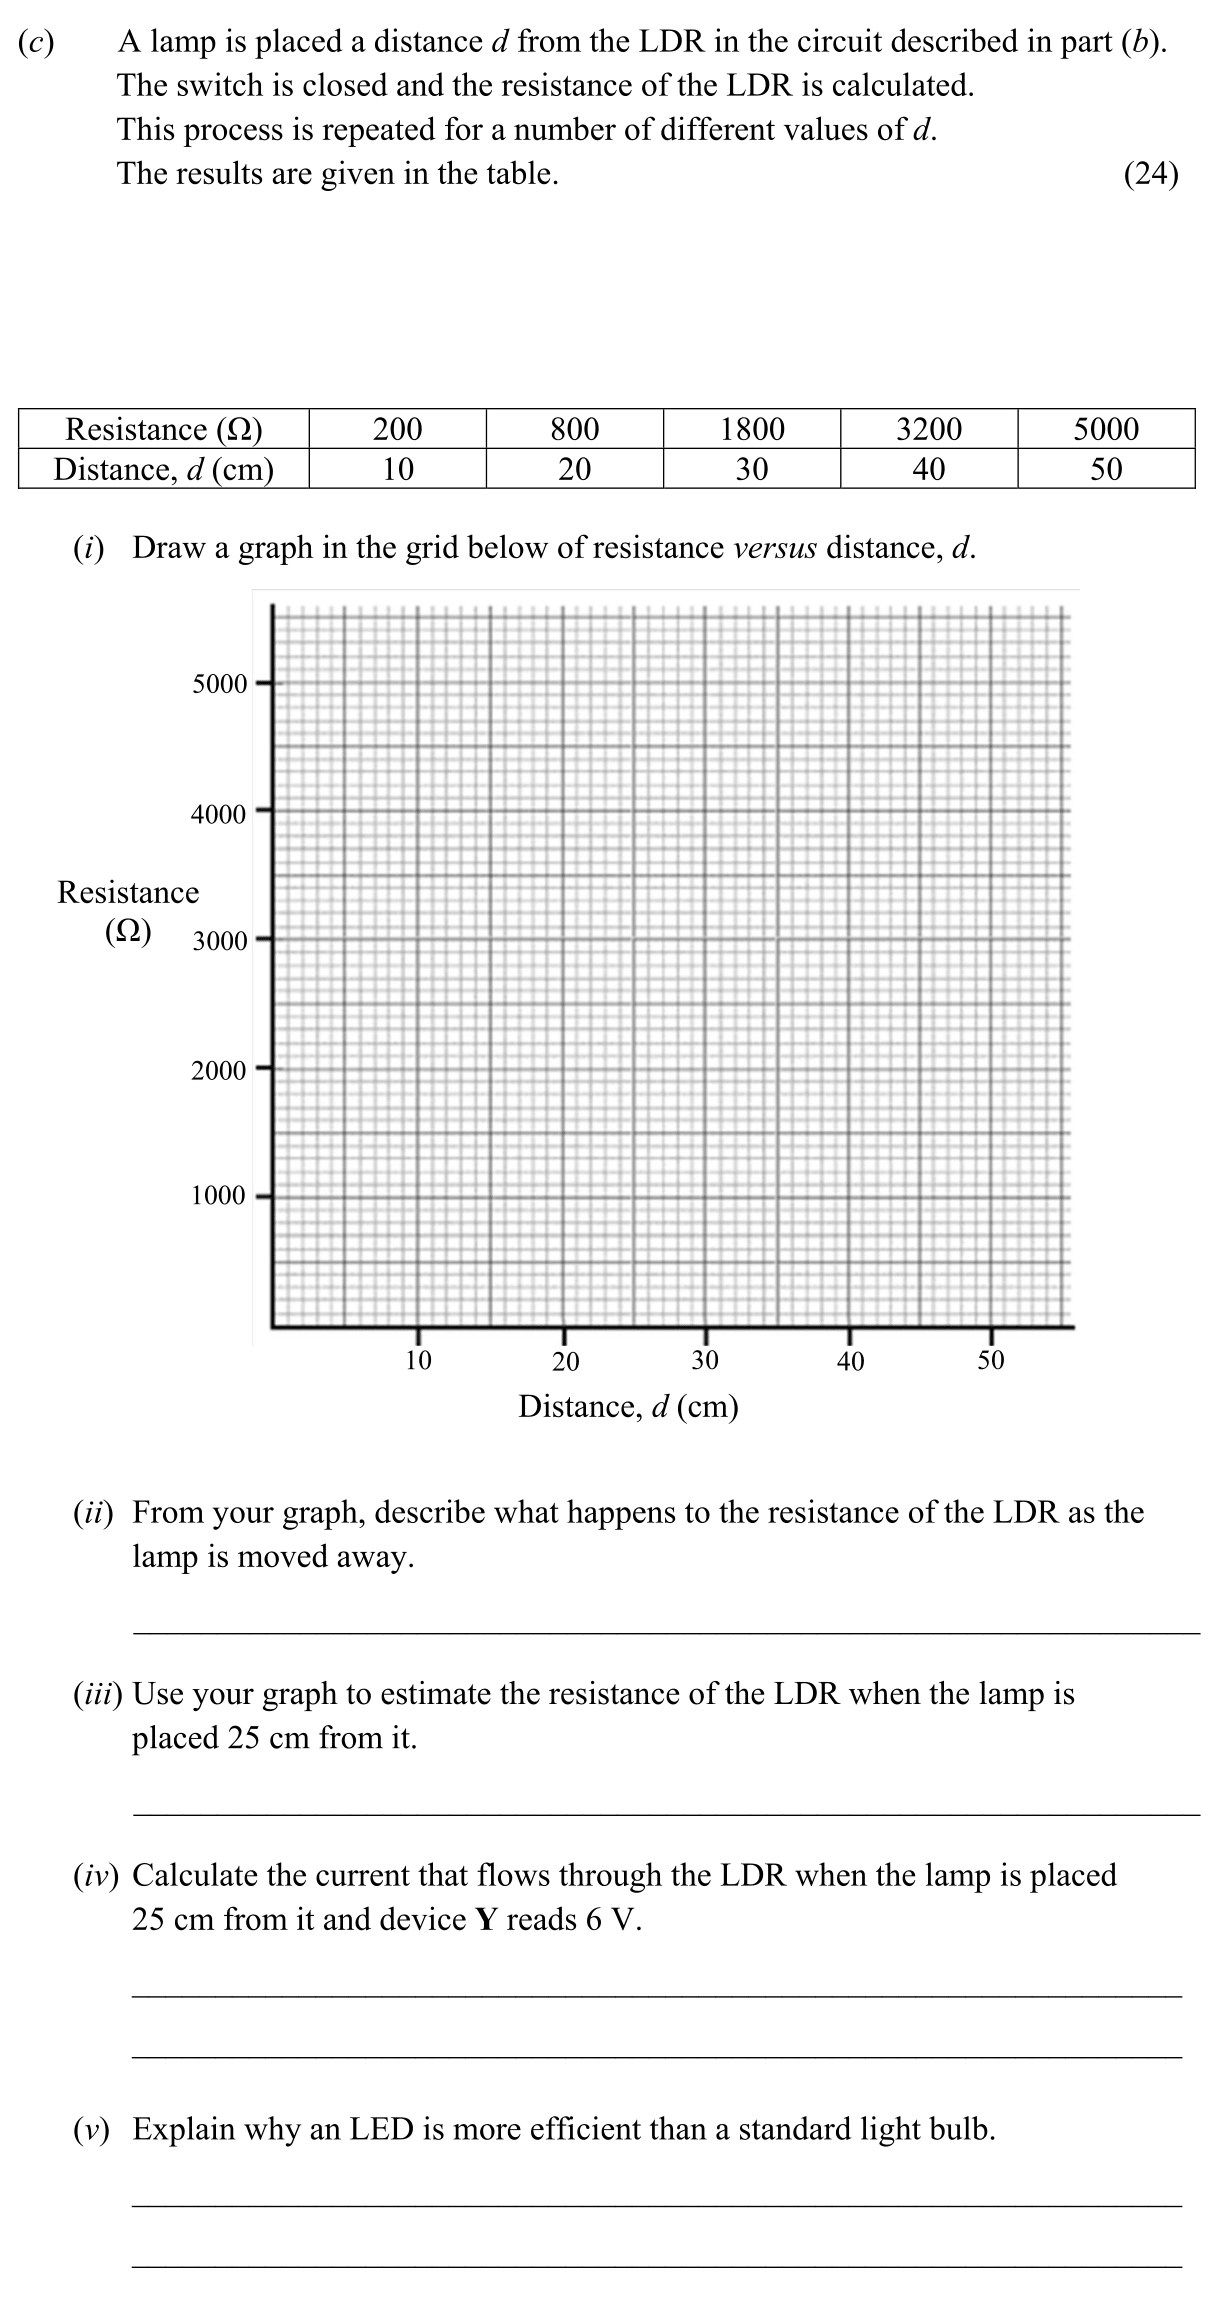 (c) A lamp is placed a distance d from the LDR in the circuit described in part (b).
The switch is closed and the resistance of the LDR is calculated.
This process is repeated for a number of different values of d.
The results are given in the table. (24)
Resistance (Ω) 200 800 1800 3200 5000
Distance, d (cm) 10 20 30 40 50
(i) Draw a graph in the grid below of resistance versus distance, d.
5000
4000
Resistance
(Ω)
3000
2000
1000
10 20 30 40 50
Distance, d (cm)
(ii) From your graph, describe what happens to the resistance of the LDR as the
lamp is moved away.
(iii) Use your graph to estimate the resistance of the LDR when the lamp is
placed 25 cm from it.
(iv) Calculate the current that flows through the LDR when the lamp is placed
25 cm from it and device Y reads 6 V.
(v) Explain why an LED is more efficient than a standard light bulb.